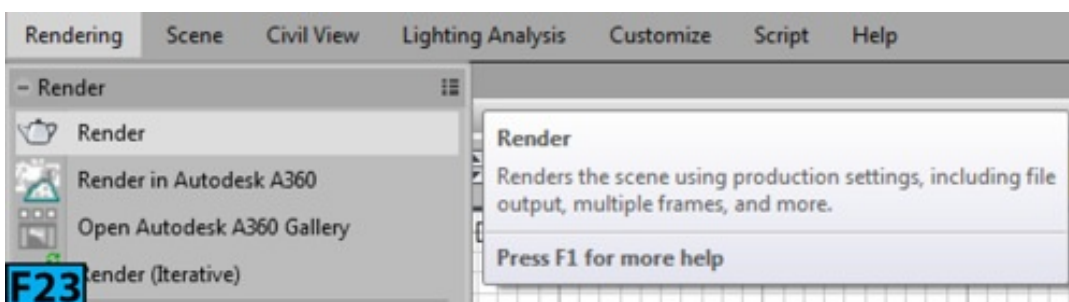 Rendering Scene Civil View Lighting Analysis Customize Script Help
– Render
Render
Render in Autodesk A360
Open Autodesk A360 Gallery
Render (Iterative)
F23
Render
Renders the scene using production settings, including file
output, multiple frames, and more.
Press F1 for more help